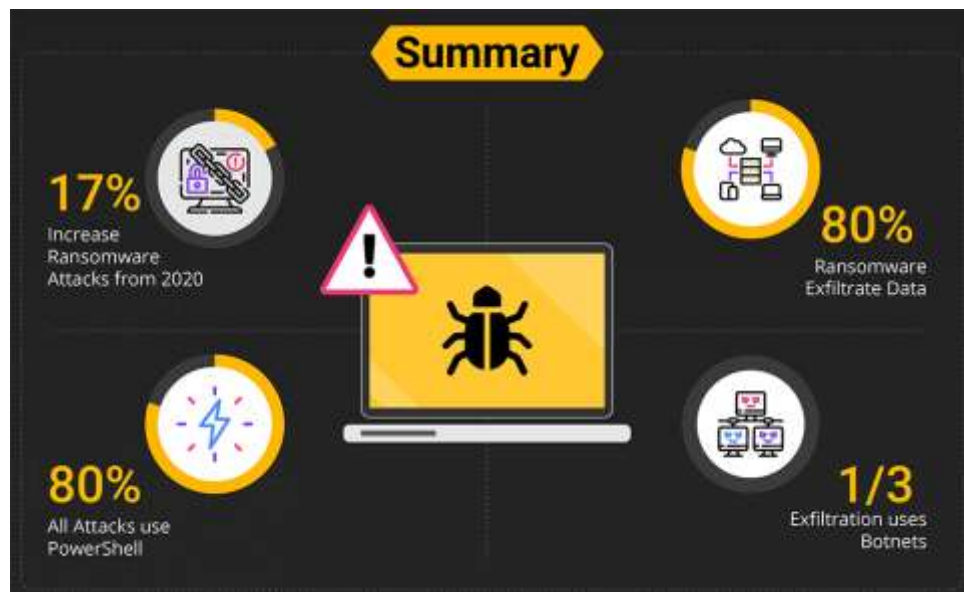 Summary
17%
Increase
Ransomware
Attacks from 2020
80%
Ransomware
Exfiltrate Data
80%
All Attacks use
PowerShell
1/3
Exfiltration uses
Botnets